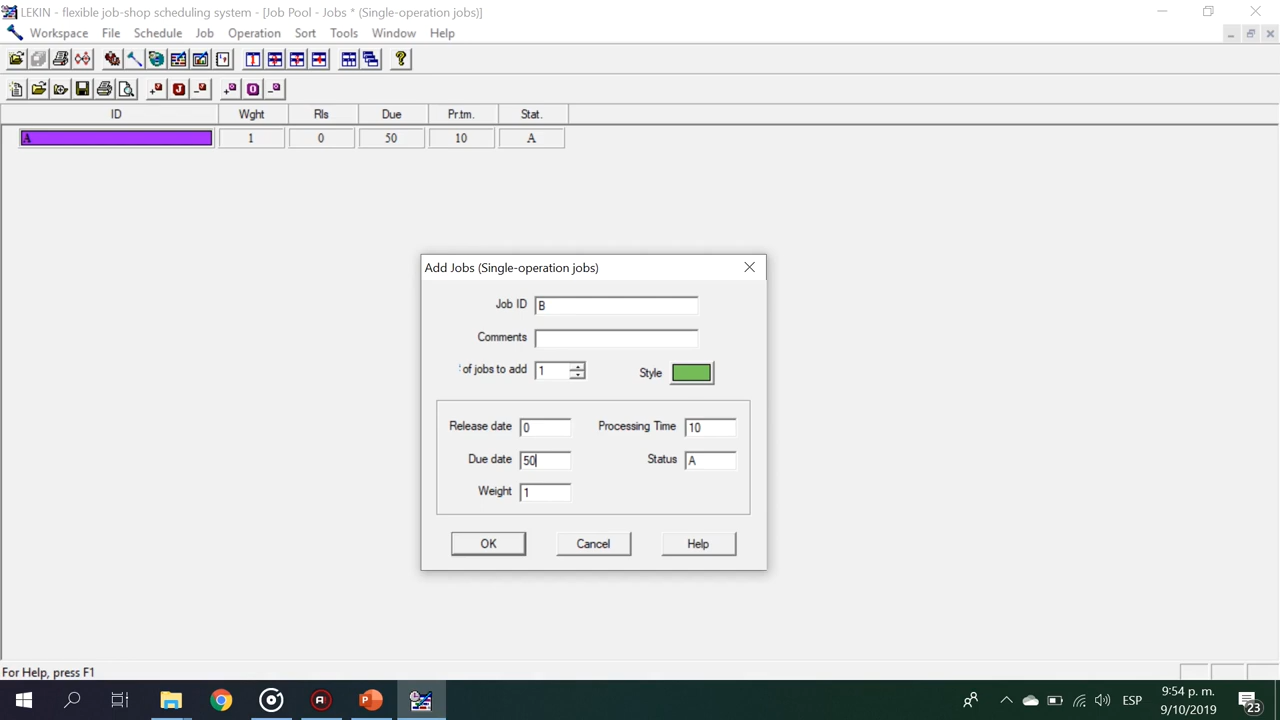 LEKIN - flexible job-shop scheduling system - [Job Pool - Jobs * (Single-operation jobs)]
Workspace File Schedule Job Operation Sort Tools Window Help
ID Wght Rls Due Pr.tm. Stat.
A 1 0 50 10 A
Add Jobs (Single-operation jobs)
Job ID B
Comments
of jobs to add 1 Style
Release date 0 Processing Time 10
Due date 50 Status A
Weight 1
OK Cancel Help
For Help, press F1
ESP
9:54 p. m.
9/10/2019
23